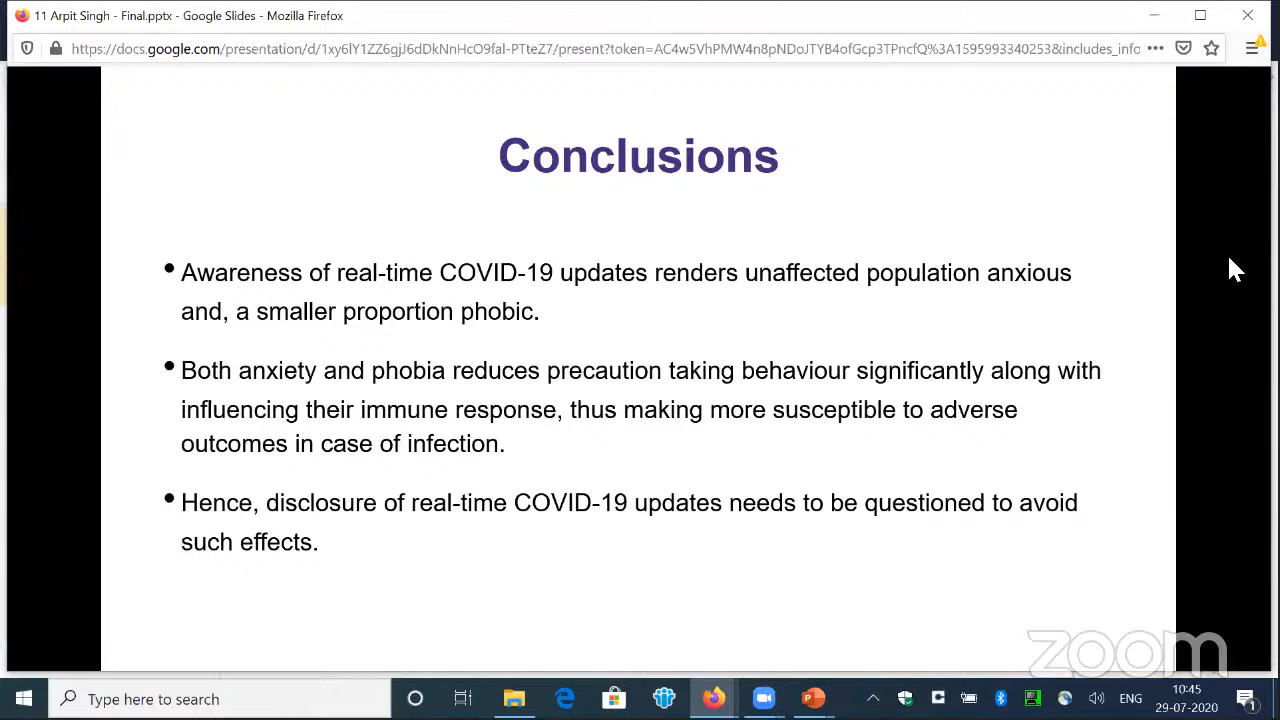 11 Arpit Singh - Final.pptx - Google Slides - Mozilla Firefox
https://docs.google.com/presentation/d/1xy6lY1ZZ6gjJ6dDkNnHcO9faI-PTteZ7/present?token=AC4w5VhPMW4n8pNDoJTYB4ofGcp3TPncfQ%3A1595993340253&includes_info
Conclusions
• Awareness of real-time COVID-19 updates renders unaffected population anxious
and, a smaller proportion phobic.
• Both anxiety and phobia reduces precaution taking behaviour significantly along with
influencing their immune response, thus making more susceptible to adverse
outcomes in case of infection.
• Hence, disclosure of real-time COVID-19 updates needs to be questioned to avoid
such effects.
zoom
Type here to search
ENG
10:45
29-07-2020
1